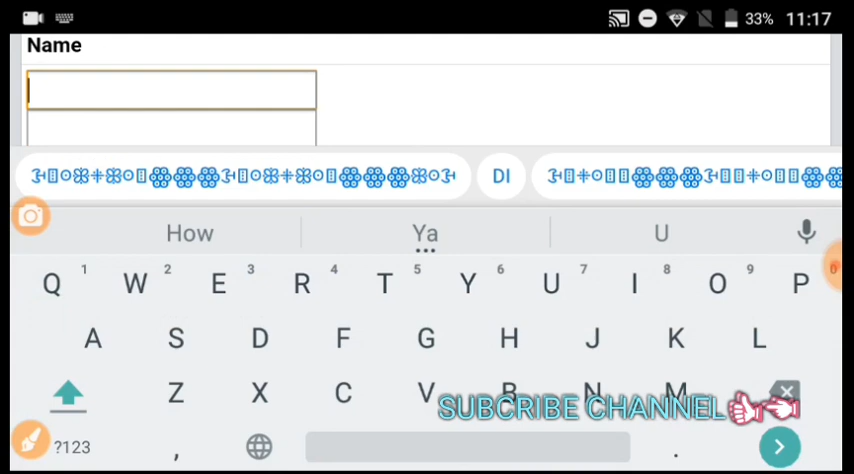 33% 11:17
Name
DI
How Ya U
Q 1 W 2 E 3 R 4 T 5 Y 6 U 7 I 8 O 9 P 0
A S D F G H J K L
Z X C V B N M
SUBCRIBE CHANNEL
?123 , .